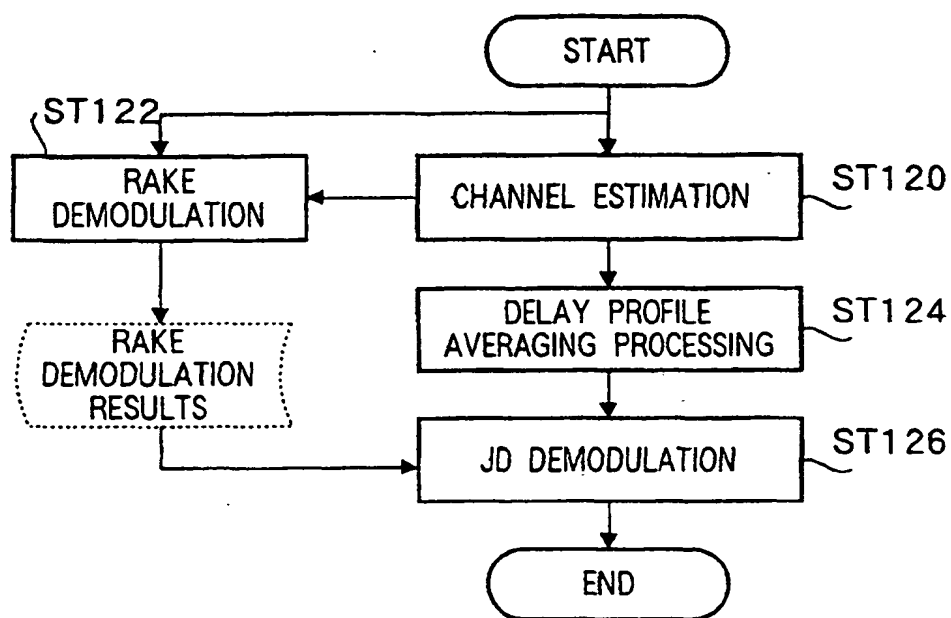 START
ST122
RAKE
DEMODULATION
CHANNEL ESTIMATION
ST120
DELAY PROFILE
AVERAGING PROCESSING
ST124
RAKE
DEMODULATION
RESULTS
JD DEMODULATION
ST126
END